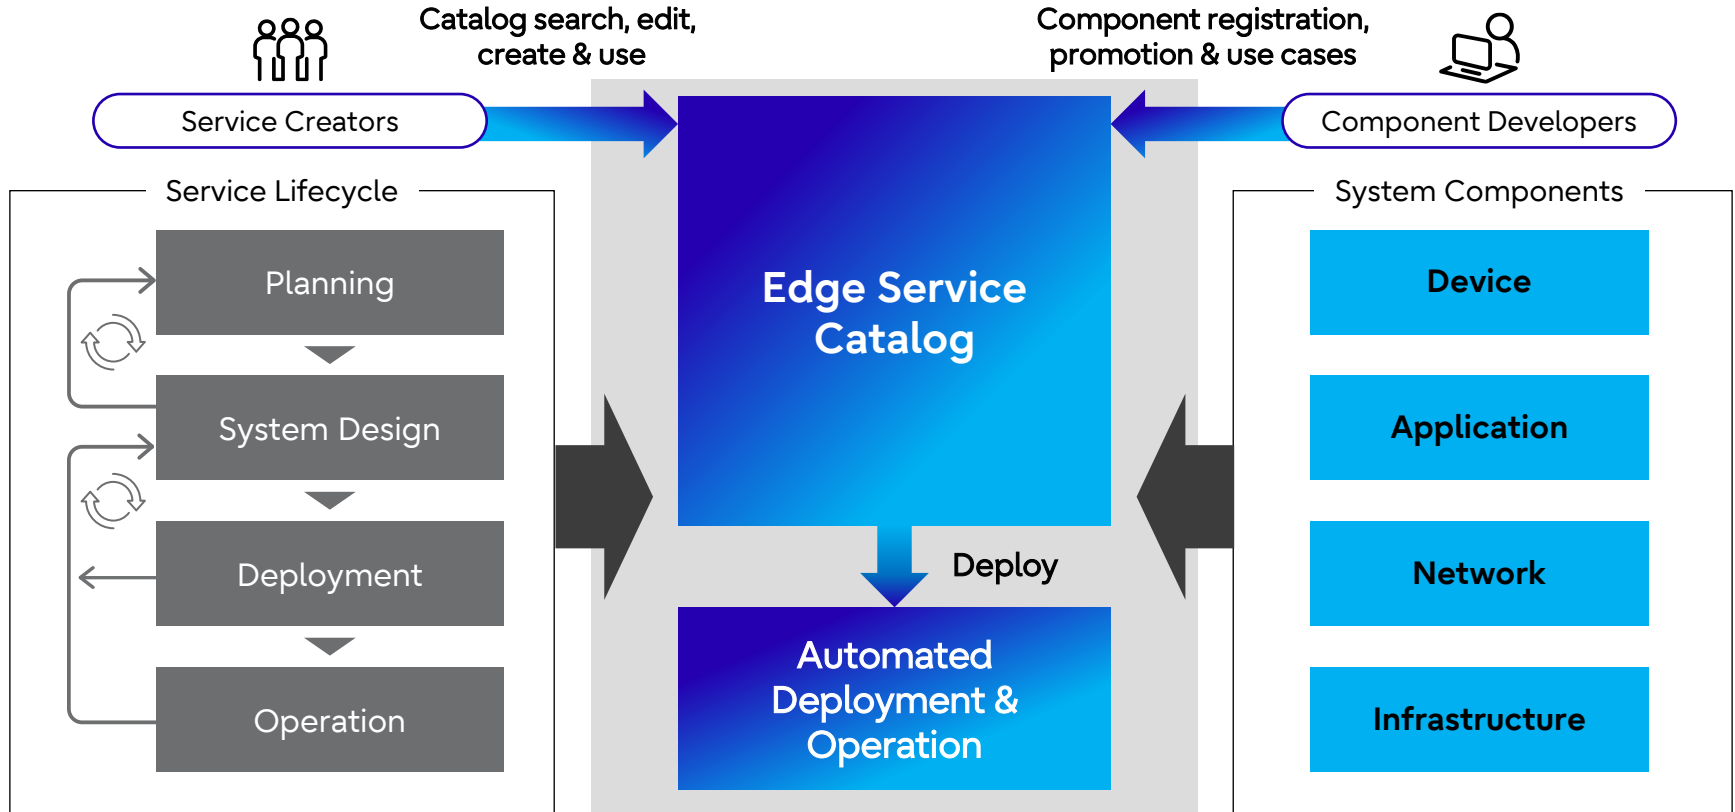 Catalog search, edit,
create & use
Component registration,
promotion & use cases
Service Creators
Component Developers
Service Lifecycle
Planning
System Design
Deployment
Operation
Edge Service
Catalog
Deploy
Automated
Deployment &
Operation
System Components
Device
Application
Network
Infrastructure